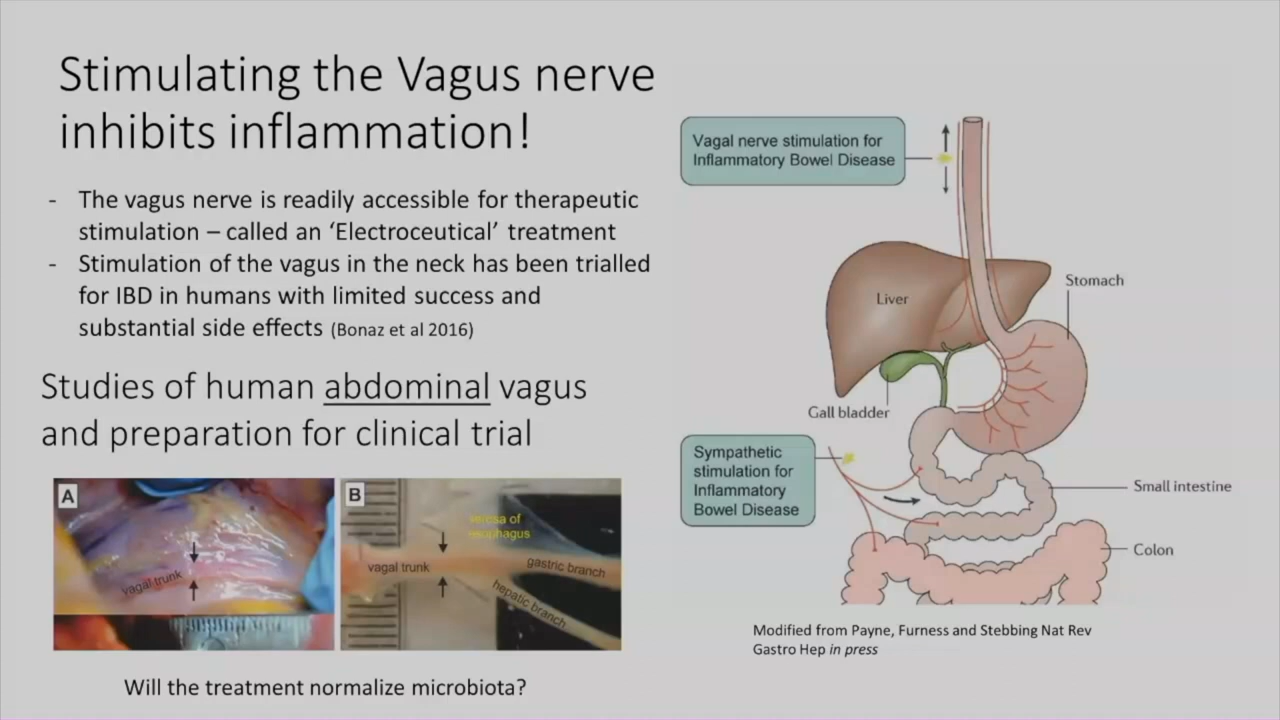 Stimulating the Vagus nerve
inhibits inflammation!
- The vagus nerve is readily accessible for therapeutic
stimulation – called an ‘Electroceutical’ treatment
- Stimulation of the vagus in the neck has been trialled
for IBD in humans with limited success and
substantial side effects (Bonaz et al 2016)
Studies of human abdominal vagus
and preparation for clinical trial
A
vagal trunk
B
serosa of
oesophagus
vagal trunk
gastric branch
hepatic branch
Will the treatment normalize microbiota?
Vagal nerve stimulation for
Inflammatory Bowel Disease
Liver
Stomach
Gall bladder
Sympathetic
stimulation for
Inflammatory
Bowel Disease
Small intestine
Colon
Modified from Payne, Furness and Stebbing Nat Rev
Gastro Hep in press